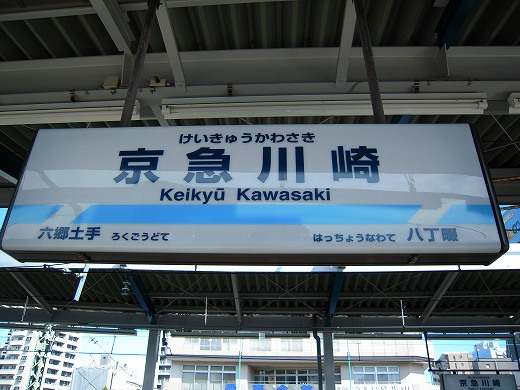 けいきゅうかわさき
京急川崎
Keikyū Kawasaki
六郷土手 ろくごうどて はっちょうなわて 八丁畷
京急川崎